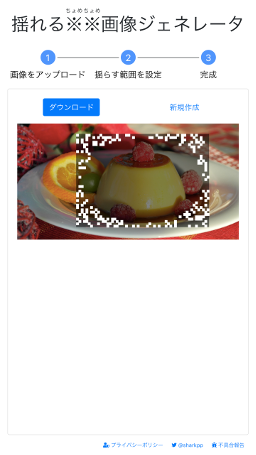 ちょめちょめ
揺れる※※画像ジェネレータ
1 2 3
画像をアップロード 揺らす範囲を設定 完成
ダウンロード 新規作成
プライバシーポリシー @sharkpp 不具合報告